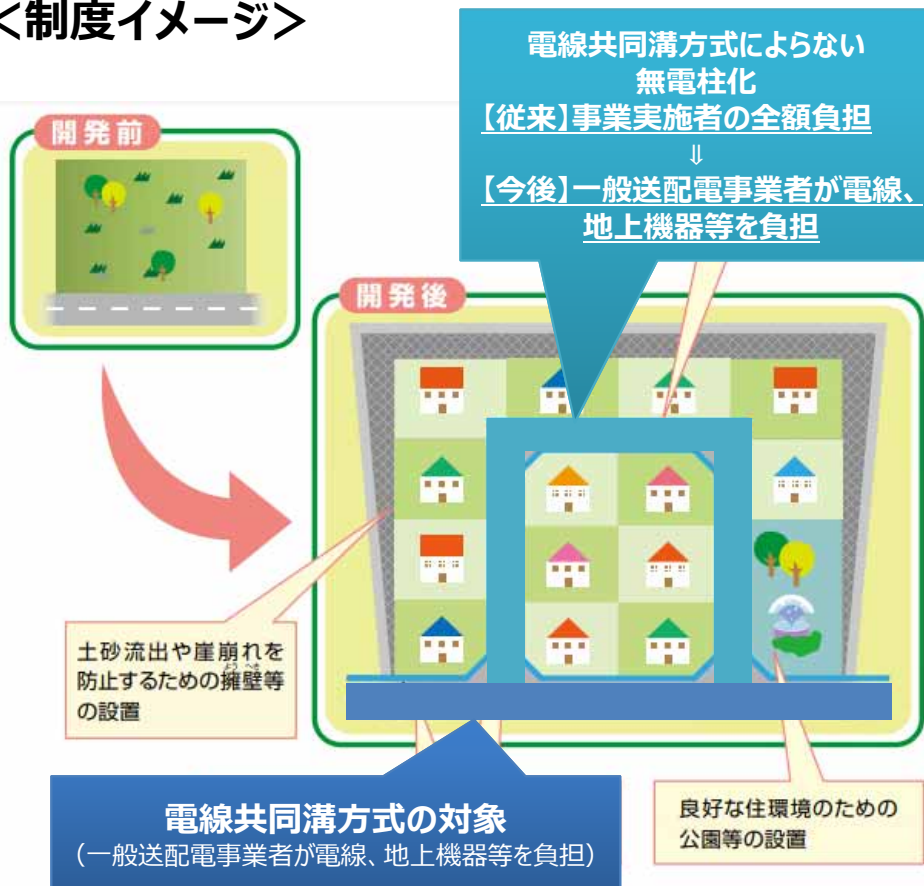 ＜制度イメージ＞
電線共同溝方式によらない
無電柱化
【従来】事業実施者の全額負担
⇓
【今後】一般送配電事業者が電線、
地上機器等を負担
開発前
開発後
土砂流出や崖崩れを
防止するための擁壁等
よう へき
の設置
電線共同溝方式の対象
（一般送配電事業者が電線、地上機器等を負担）
良好な住環境のための
公園等の設置